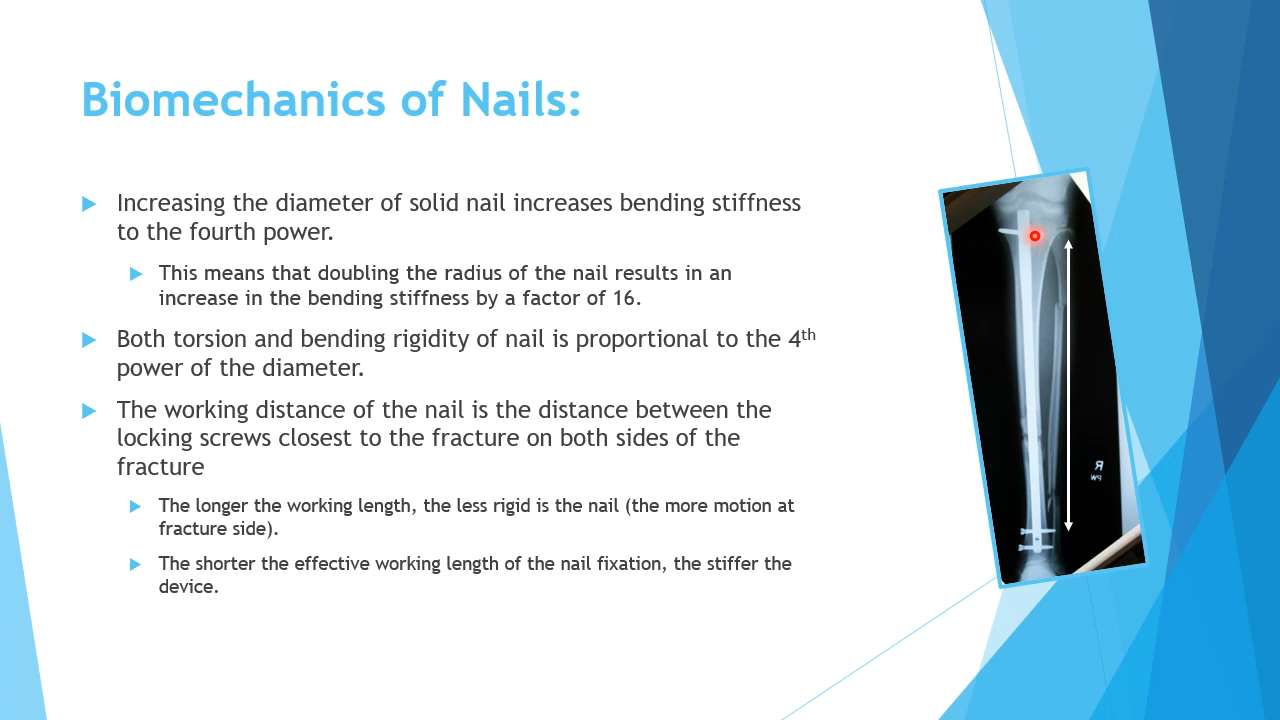 Biomechanics of Nails:
Increasing the diameter of solid nail increases bending stiffness
to the fourth power.
This means that doubling the radius of the nail results in an
increase in the bending stiffness by a factor of 16.
Both torsion and bending rigidity of nail is proportional to the 4th
power of the diameter.
The working distance of the nail is the distance between the
locking screws closest to the fracture on both sides of the
fracture
The longer the working length, the less rigid is the nail (the more motion at
fracture side).
The shorter the effective working length of the nail fixation, the stiffer the
device.
R
PW